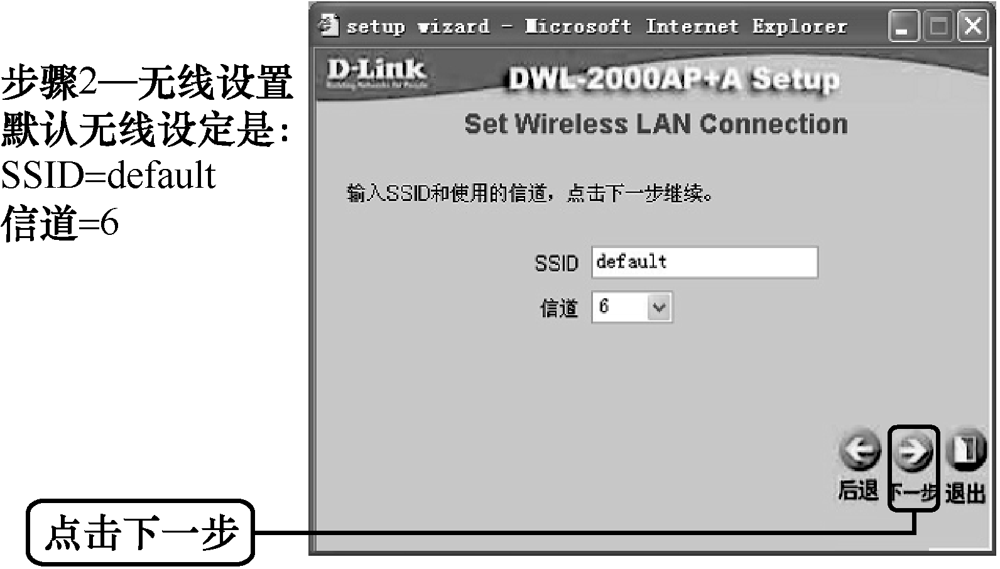 步骤2—无线设置
默认无线设定是：
SSID=default
信道=6
setup wizard - Microsoft Internet Explorer
D-Link
DWL-2000AP+A Setup
Set Wireless LAN Connection
输入SSID和使用的信道，点击下一步继续。
SSID default
信道 6
后退 下一步 退出
点击下一步